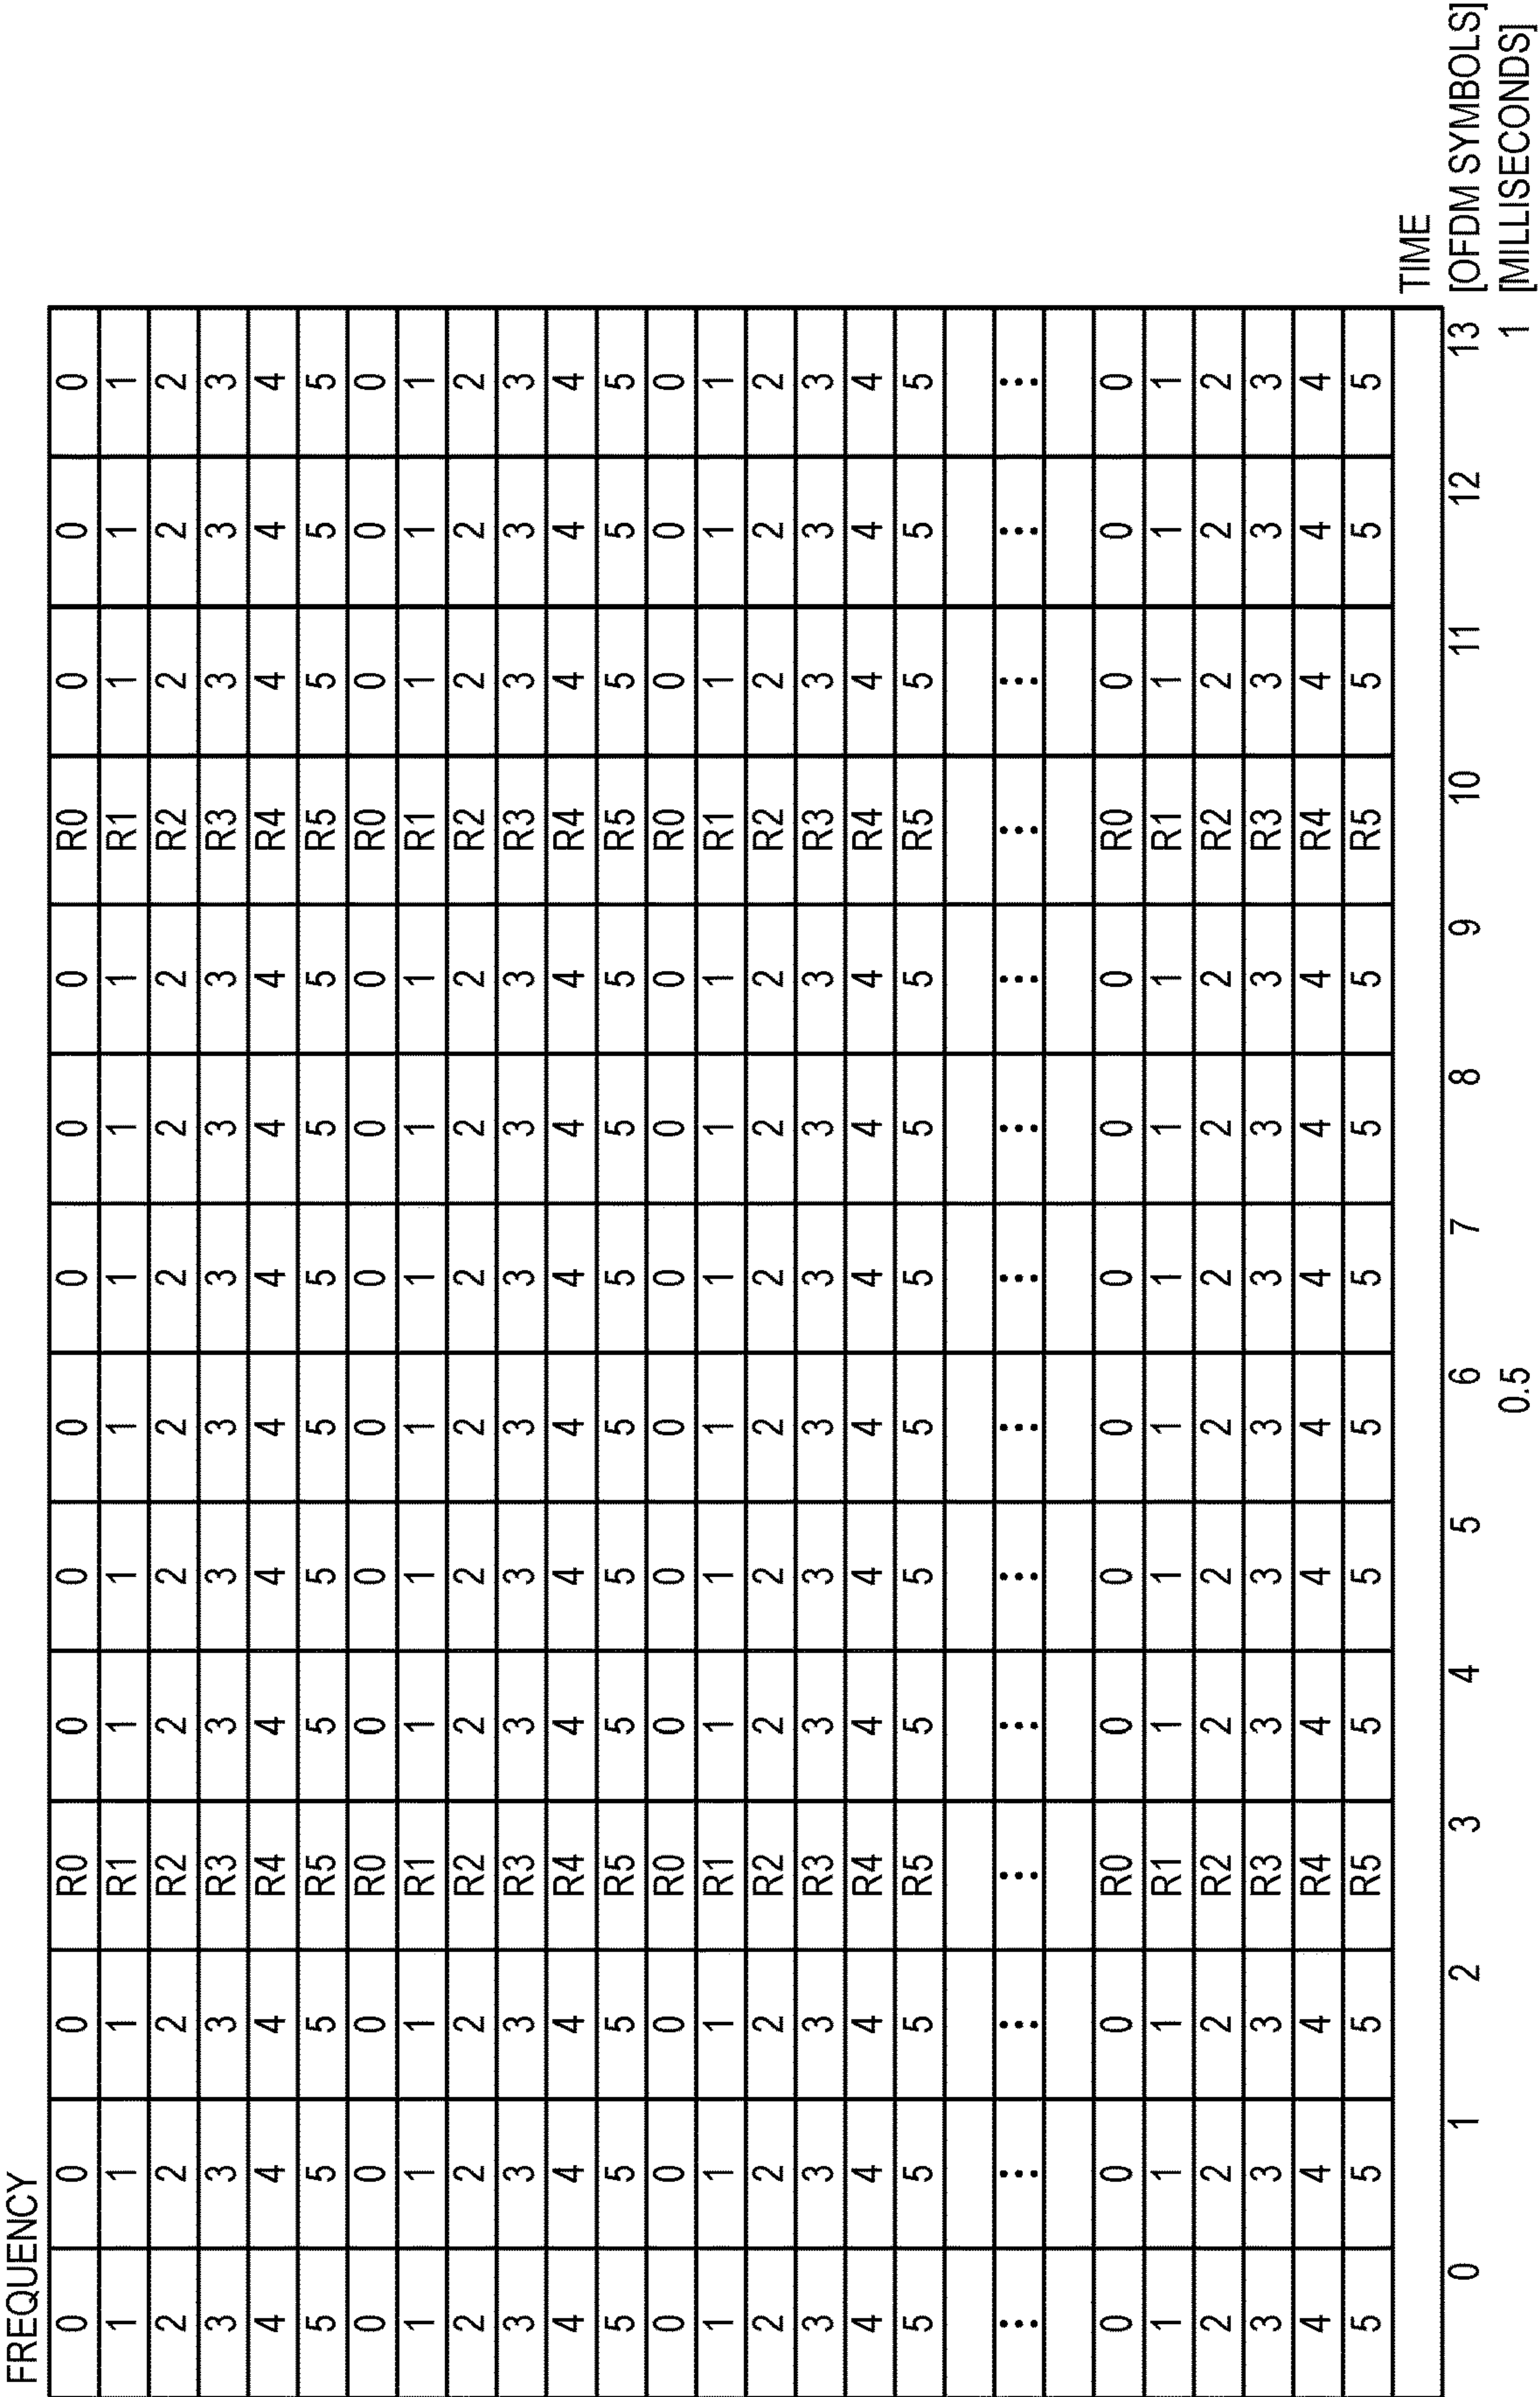 FREQUENCY
0 0 0 R0 0 0 0 0 0 0 R0 0 0 0
1 1 1 R1 1 1 1 1 1 1 R1 1 1 1
2 2 2 R2 2 2 2 2 2 2 R2 2 2 2
3 3 3 R3 3 3 3 3 3 3 R3 3 3 3
4 4 4 R4 4 4 4 4 4 4 R4 4 4 4
5 5 5 R5 5 5 5 5 5 5 R5 5 5 5
0 0 0 R0 0 0 0 0 0 0 R0 0 0 0
1 1 1 R1 1 1 1 1 1 1 R1 1 1 1
2 2 2 R2 2 2 2 2 2 2 R2 2 2 2
3 3 3 R3 3 3 3 3 3 3 R3 3 3 3
4 4 4 R4 4 4 4 4 4 4 R4 4 4 4
5 5 5 R5 5 5 5 5 5 5 R5 5 5 5
0 0 0 R0 0 0 0 0 0 0 R0 0 0 0
1 1 1 R1 1 1 1 1 1 1 R1 1 1 1
2 2 2 R2 2 2 2 2 2 2 R2 2 2 2
3 3 3 R3 3 3 3 3 3 3 R3 3 3 3
4 4 4 R4 4 4 4 4 4 4 R4 4 4 4
5 5 5 R5 5 5 5 5 5 5 R5 5 5 5
... ... ... ... ... ... ... ... ... ... ... ... ... ...
0 0 0 R0 0 0 0 0 0 0 R0 0 0 0
1 1 1 R1 1 1 1 1 1 1 R1 1 1 1
2 2 2 R2 2 2 2 2 2 2 R2 2 2 2
3 3 3 R3 3 3 3 3 3 3 R3 3 3 3
4 4 4 R4 4 4 4 4 4 4 R4 4 4 4
5 5 5 R5 5 5 5 5 5 5 R5 5 5 5
TIME
0 1 2 3 4 5 6 7 8 9 10 11 12 13 [OFDM SYMBOLS]
0.5 1 [MILLISECONDS]